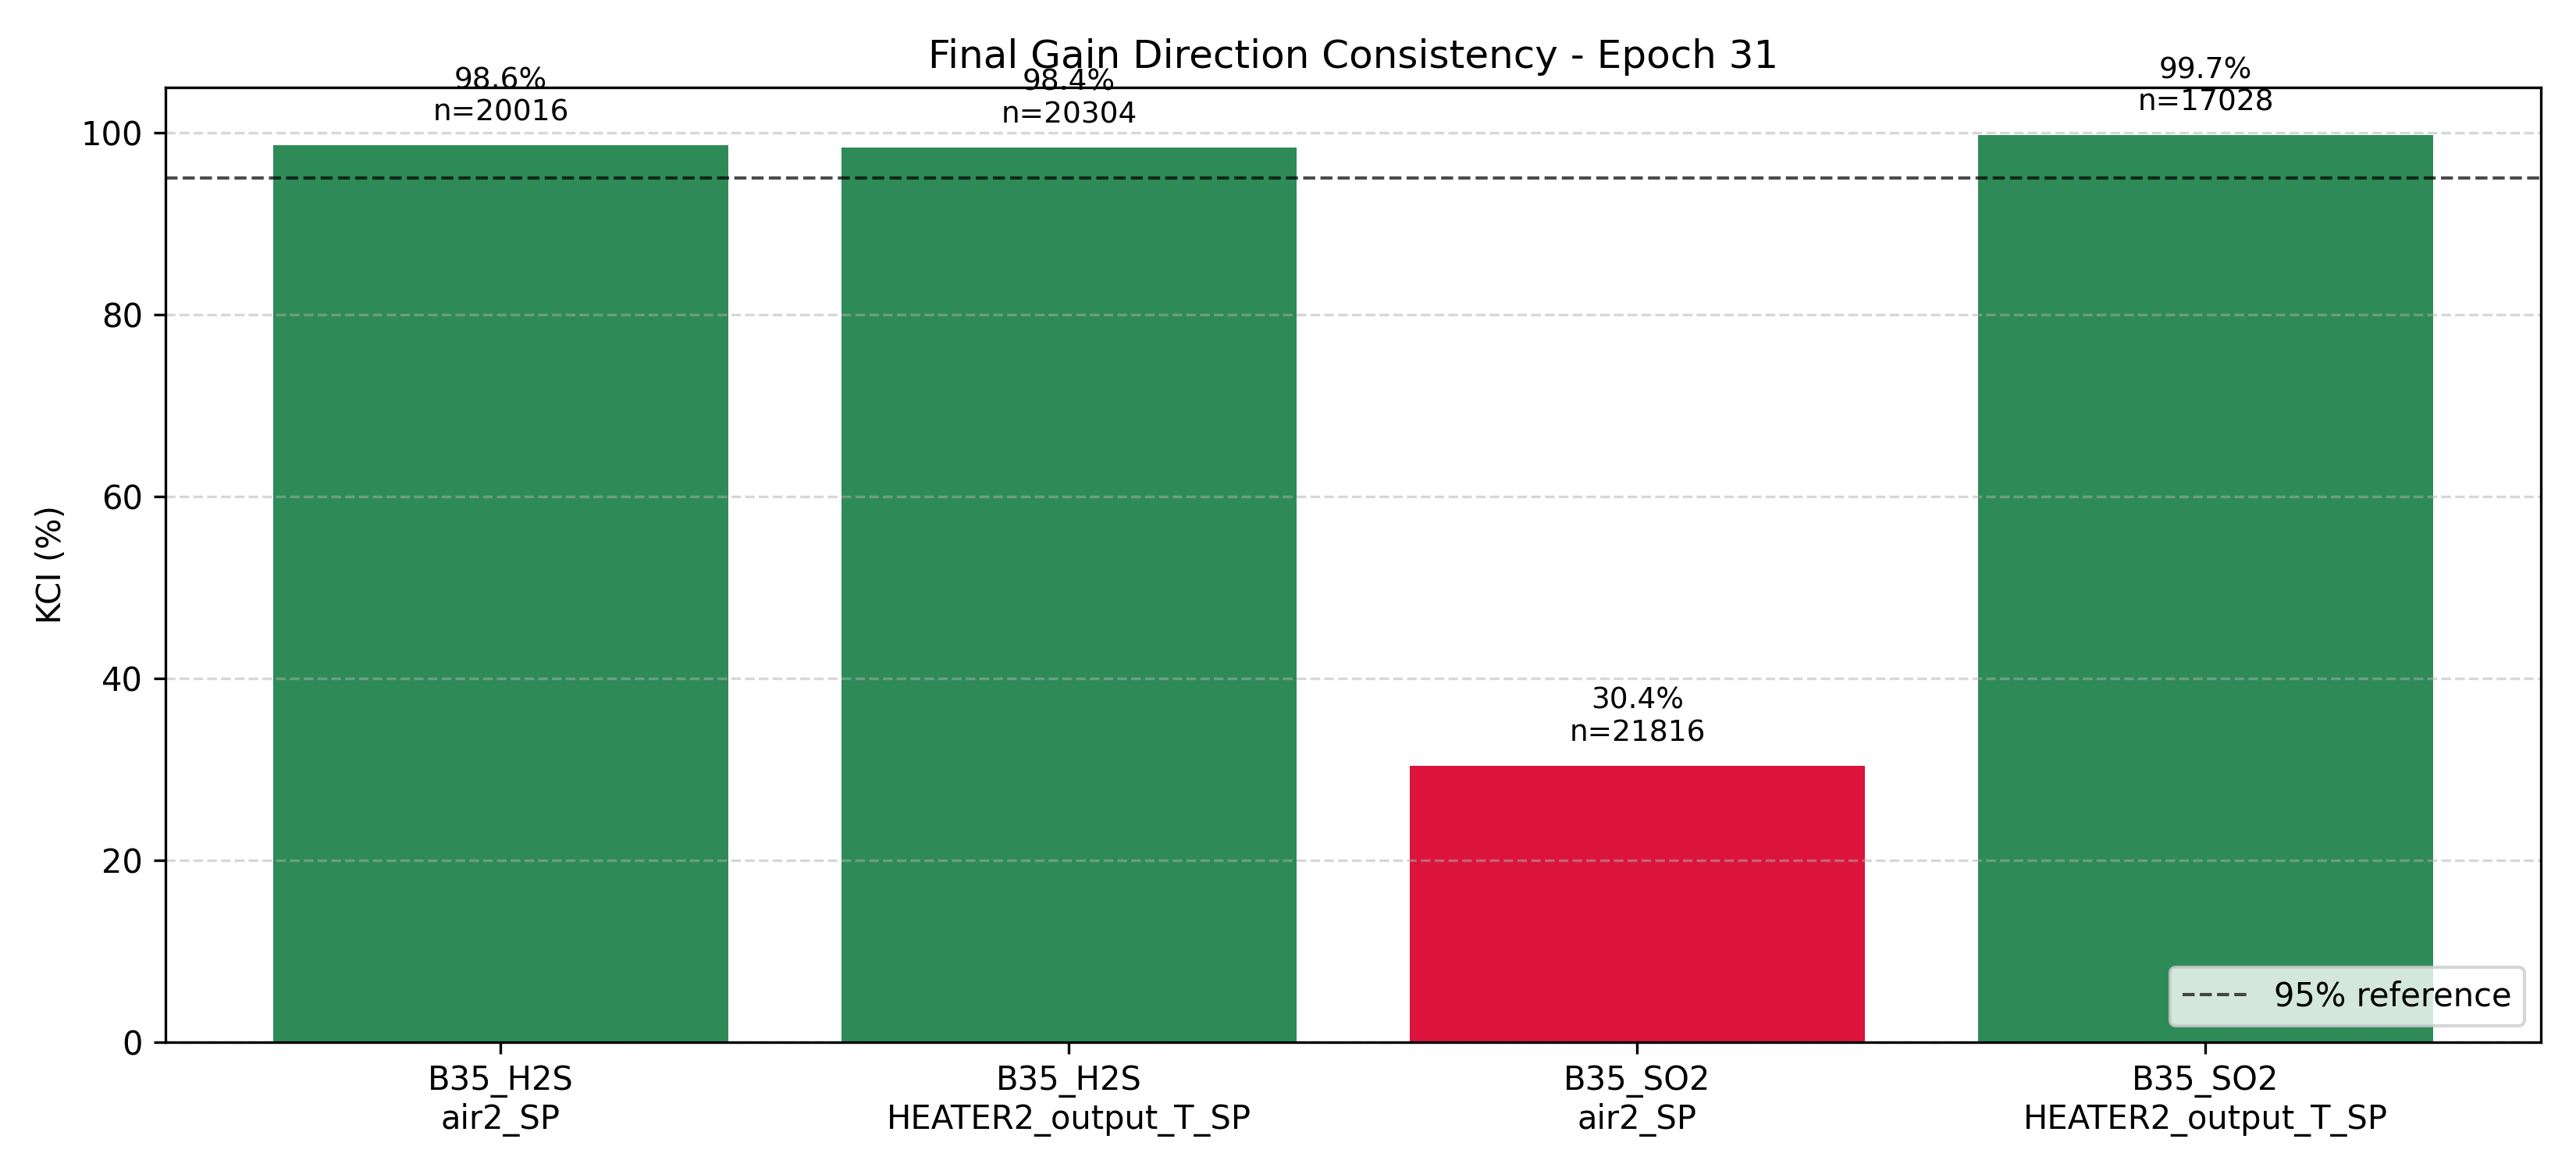 Final Gain Direction Consistency - Epoch 31
98.6%
n=20016
98.4%
n=20304
30.4%
n=21816
99.7%
n=17028
KCI (%)
100
80
60
40
20
0
95% reference
B35_H2S
air2_SP
B35_H2S
HEATER2_output_T_SP
B35_SO2
air2_SP
B35_SO2
HEATER2_output_T_SP